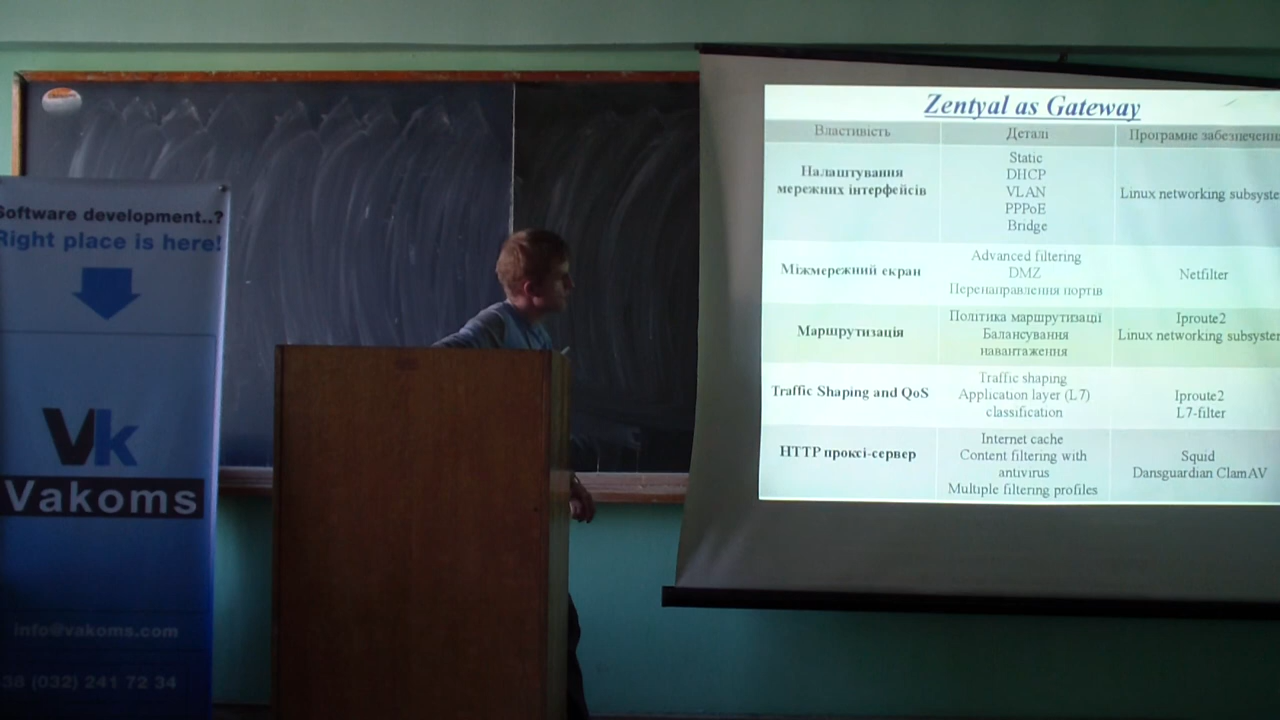 Software development..?
Right place is here!
Vk
Vakoms
info@vakoms.com
38 (032) 241 72 34
Zentyal as Gateway
Властивість
Деталі
Програмне забезпечення
Налаштування
мережних інтерфейсів
Static
DHCP
VLAN
PPPoE
Bridge
Linux networking subsyste
Міжмережний екран
Advanced filtering
DMZ
Перенаправлення портів
Netfilter
Маршрутизація
Політика маршрутизації
Балансування
навантаження
Iproute2
Linux networking subsyster
Traffic Shaping and QoS
Traffic shaping
Application layer (L7)
classification
Iproute2
L7-filter
HTTP проксі-сервер
Internet cache
Content filtering with
antivirus
Multiple filtering profiles
Squid
Dansguardian ClamAV